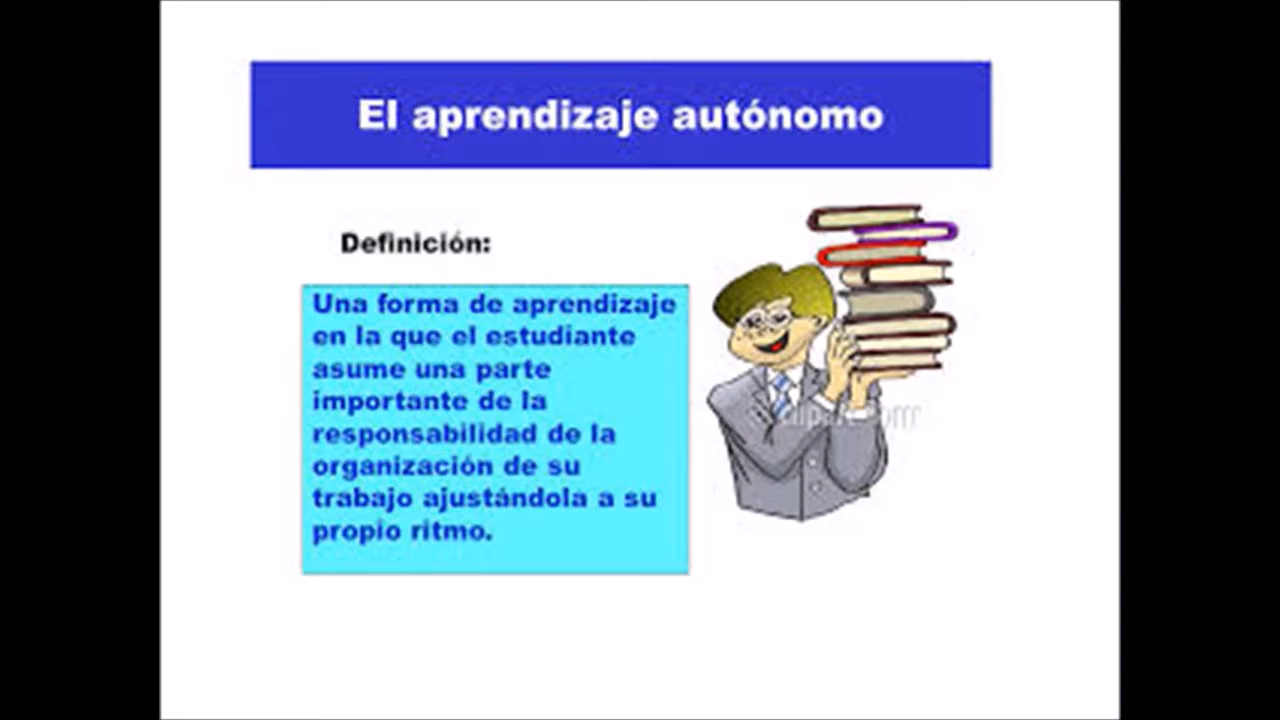 El aprendizaje autónomo
Definición:
Una forma de aprendizaje
en la que el estudiante
asume una parte
importante de la
responsabilidad de la
organización de su
trabajo ajustándola a su
propio ritmo.